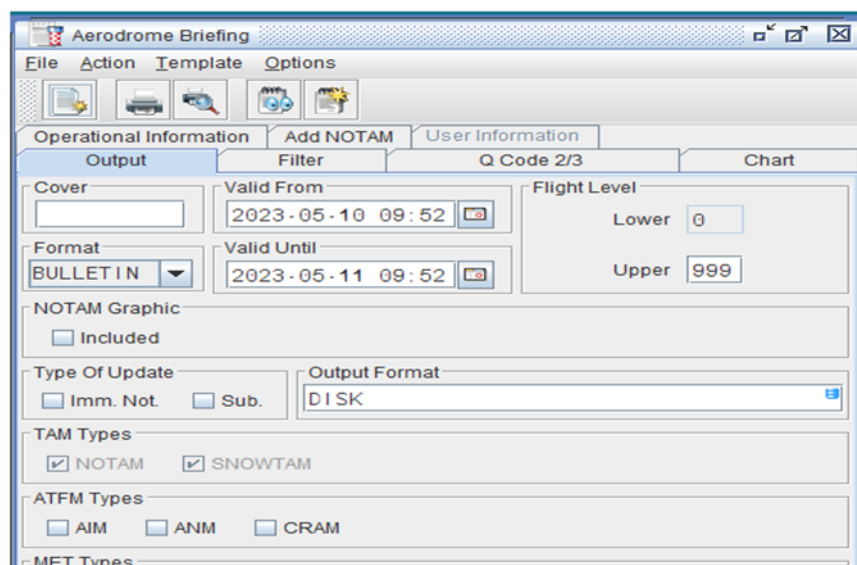 Aerodrome Briefing
File Action Template Options
Operational Information Add NOTAM User Information
Output Filter Q Code 2/3 Chart
Cover Valid From Flight Level
2023-05-10 09:52 Lower 0
Format Valid Until
BULLETIN 2023-05-11 09:52 Upper 999
NOTAM Graphic
Included
Type Of Update Output Format
Imm. Not. Sub. DISK
TAM Types
NOTAM SNOWTAM
ATFM Types
AIM ANM CRAM
MET Types